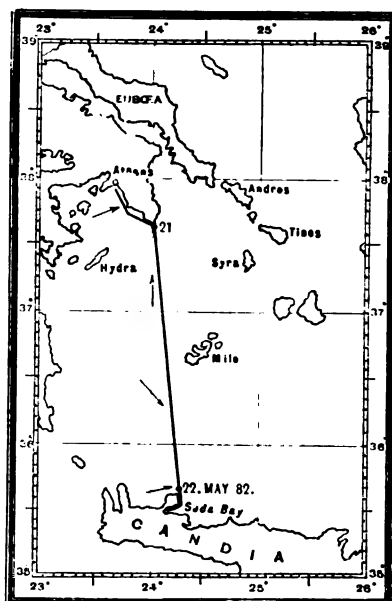 23° 24 25 26
39 39
EUBOEA
Athens
38 38
Andros
21
Tinos
Hydra
Syra
37 37
Milo
36 36
22. MAY 82.
Suda Bay
CANDIA
35 35
23 24 25 26